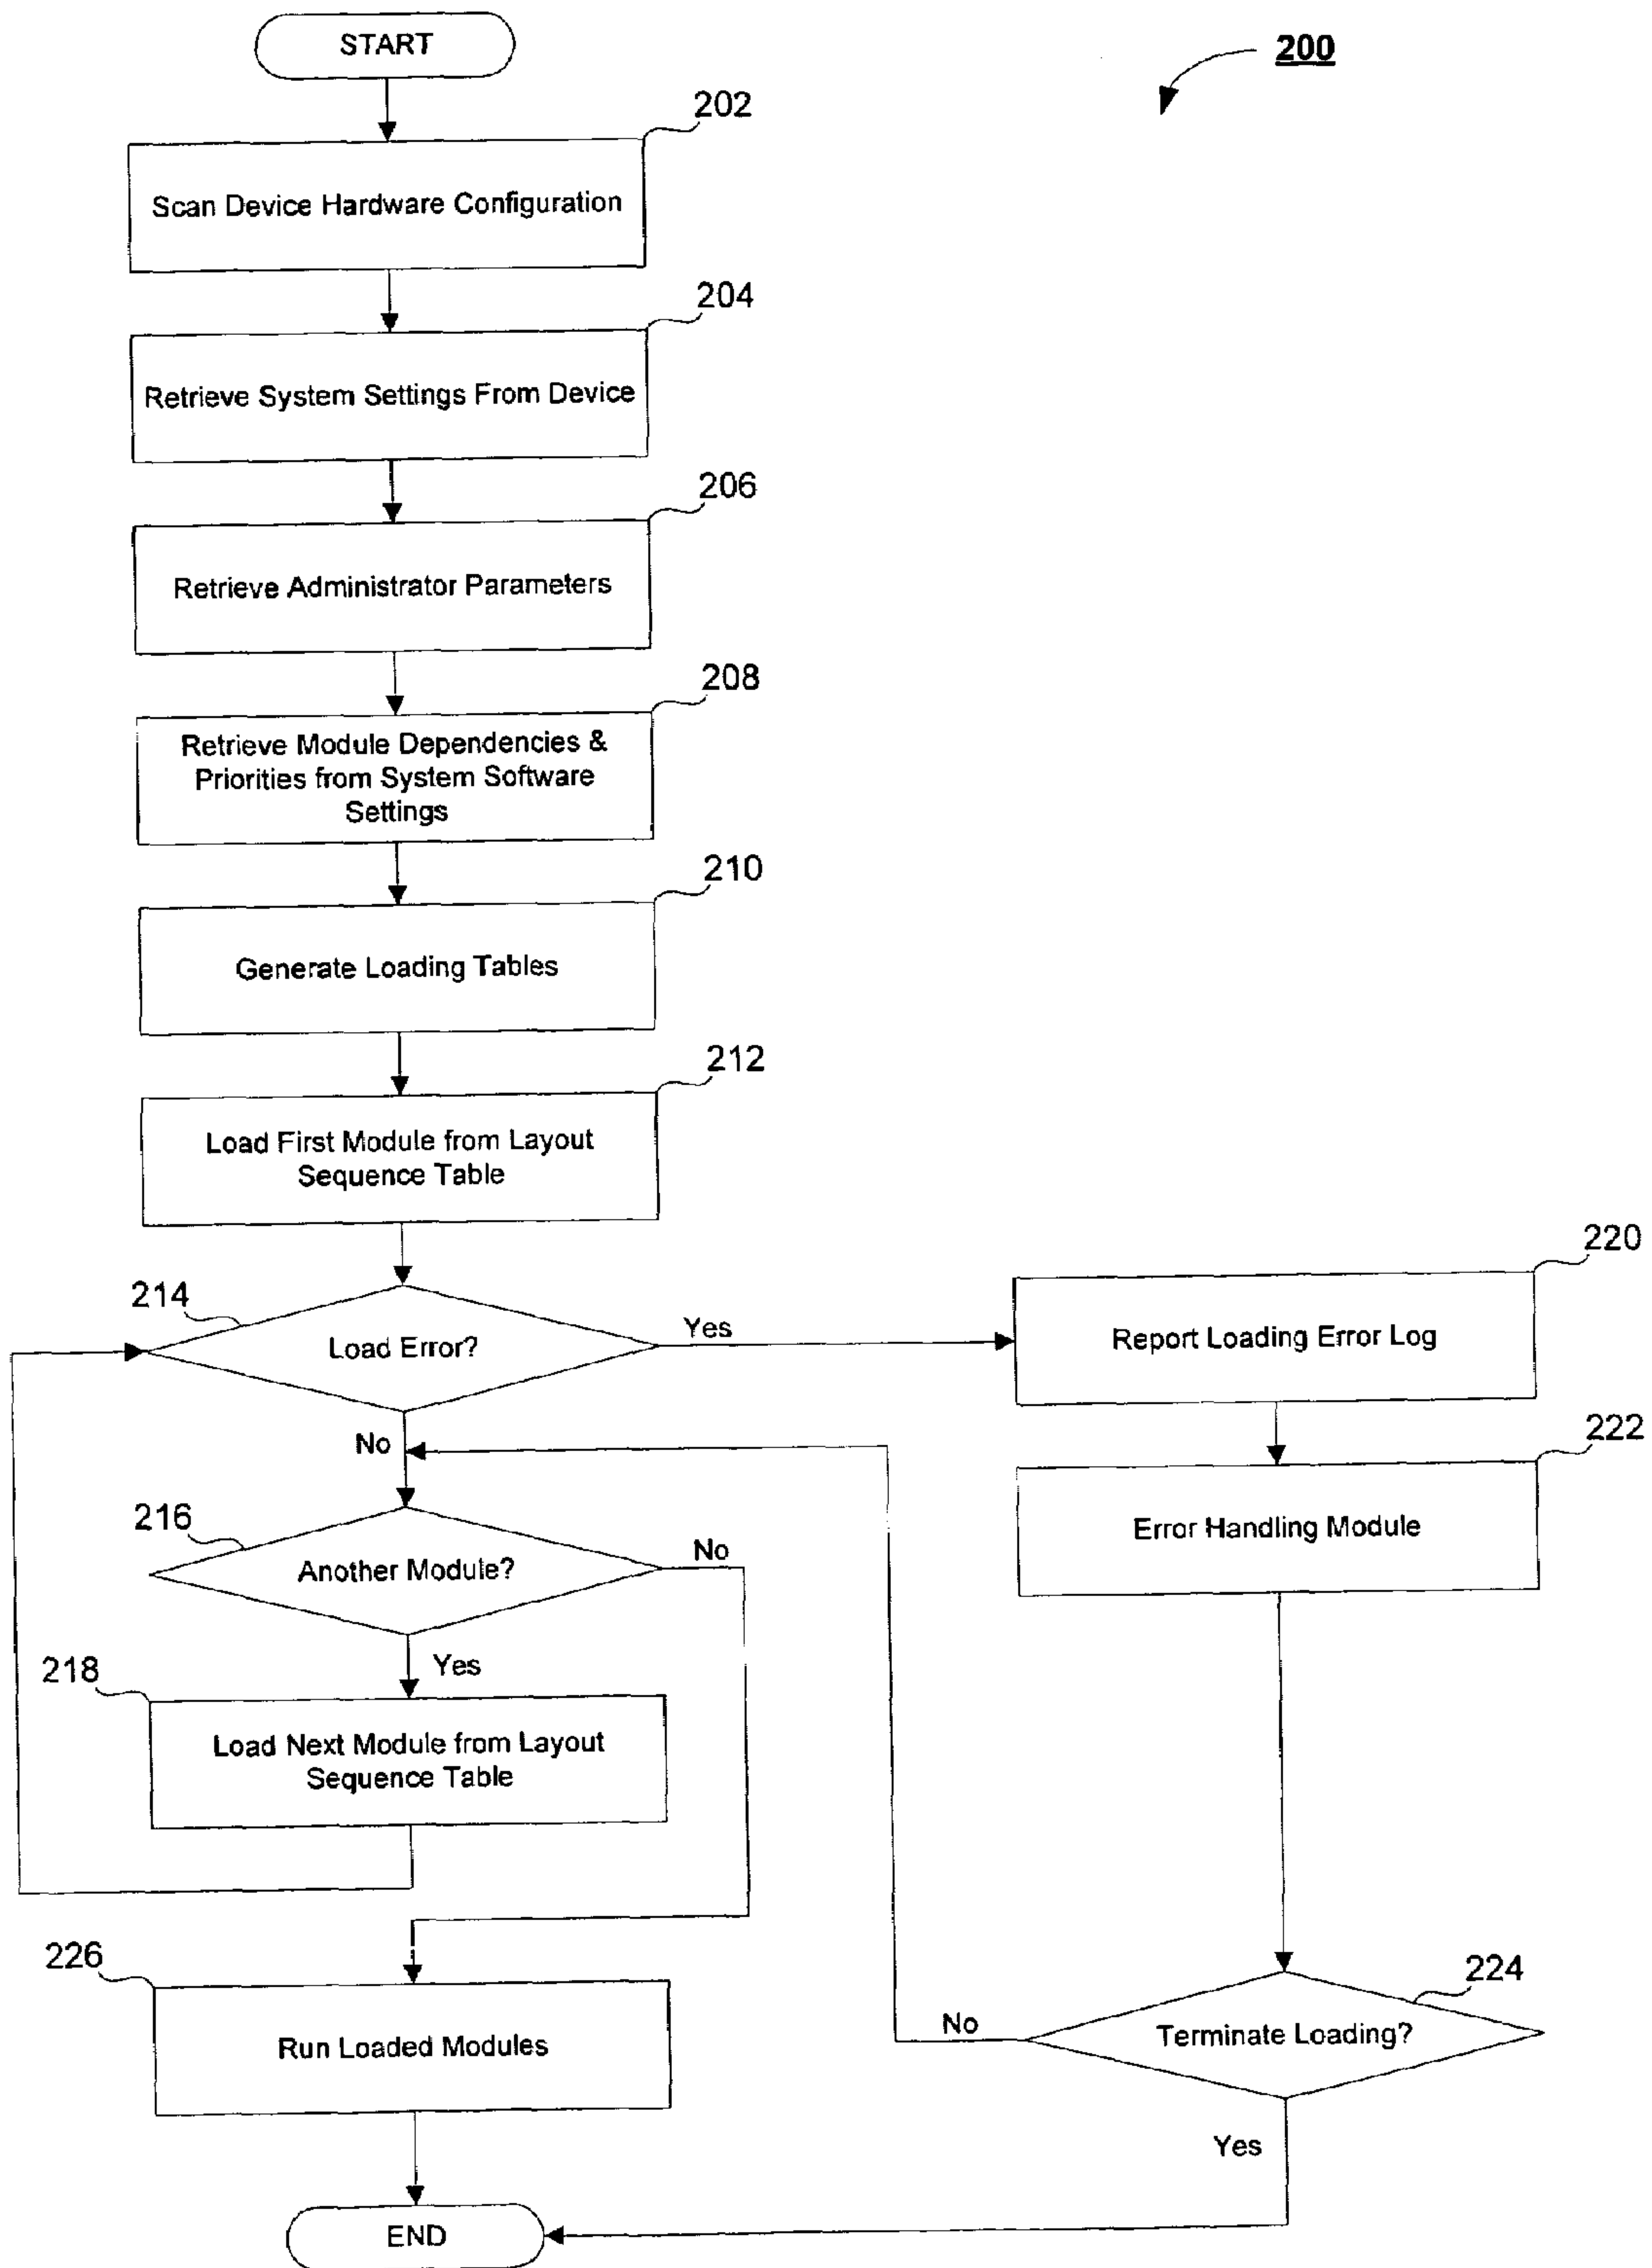 START
200
202
Scan Device Hardware Configuration
204
Retrieve System Settings From Device
206
Retrieve Administrator Parameters
208
Retrieve Module Dependencies &
Priorities from System Software
Settings
210
Generate Loading Tables
212
Load First Module from Layout
Sequence Table
214
Load Error?
Yes
220
Report Loading Error Log
No
222
Error Handling Module
216
Another Module?
No
Yes
218
Load Next Module from Layout
Sequence Table
226
Run Loaded Modules
224
Terminate Loading?
No
Yes
END